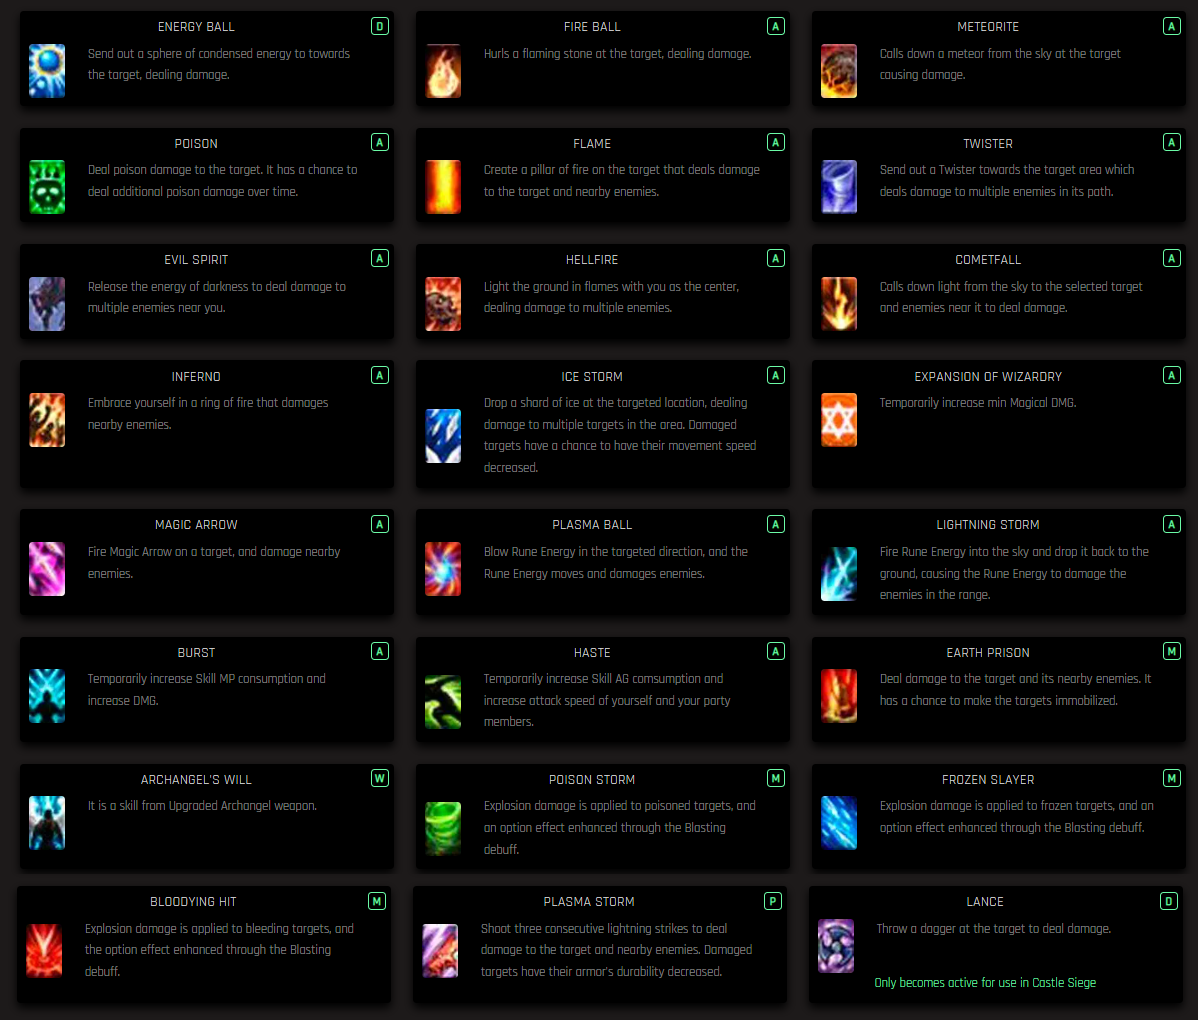 ENERGY BALL
D
Send out a sphere of condensed energy to towards
the target, dealing damage.
FIRE BALL
A
Hurls a flaming stone at the target, dealing damage.
METEORITE
A
Calls down a meteor from the sky at the target
causing damage.
POISON
A
Deal poison damage to the target. It has a chance to
deal additional poison damage over time.
FLAME
A
Create a pillar of fire on the target that deals damage
to the target and nearby enemies.
TWISTER
A
Send out a Twister towards the target area which
deals damage to multiple enemies in its path.
EVIL SPIRIT
A
Release the energy of darkness to deal damage to
multiple enemies near you.
HELLFIRE
A
Light the ground in flames with you as the center,
dealing damage to multiple enemies.
COMETFALL
A
Calls down light from the sky to the selected target
and enemies near it to deal damage.
INFERNO
A
Embrace yourself in a ring of fire that damages
nearby enemies.
ICE STORM
A
Drop a shard of ice at the targeted location, dealing
damage to multiple targets in the area. Damaged
targets have a chance to have their movement speed
decreased.
EXPANSION OF WIZARDRY
A
Temporarily increase min Magical DMG.
MAGIC ARROW
A
Fire Magic Arrow on a target, and damage nearby
enemies.
PLASMA BALL
A
Blow Rune Energy in the targeted direction, and the
Rune Energy moves and damages enemies.
LIGHTNING STORM
A
Fire Rune Energy into the sky and drop it back to the
ground, causing the Rune Energy to damage the
enemies in the range.
BURST
A
Temporarily increase Skill MP consumption and
increase DMG.
HASTE
A
Temporarily increase Skill AG comsumption and
increase attack speed of yourself and your party
members.
EARTH PRISON
M
Deal damage to the target and its nearby enemies. It
has a chance to make the targets immobilized.
ARCHANGEL'S WILL
W
It is a skill from Upgraded Archangel weapon.
POISON STORM
M
Explosion damage is applied to poisoned targets, and
an option effect enhanced through the Blasting
debuff.
FROZEN SLAYER
M
Explosion damage is applied to frozen targets, and an
option effect enhanced through the Blasting debuff.
BLOODYING HIT
M
Explosion damage is applied to bleeding targets, and
the option effect enhanced through the Blasting
debuff.
PLASMA STORM
P
Shoot three consecutive lightning strikes to deal
damage to the target and nearby enemies. Damaged
targets have their armor's durability decreased.
LANCE
D
Throw a dagger at the target to deal damage.
Only becomes active for use in Castle Siege